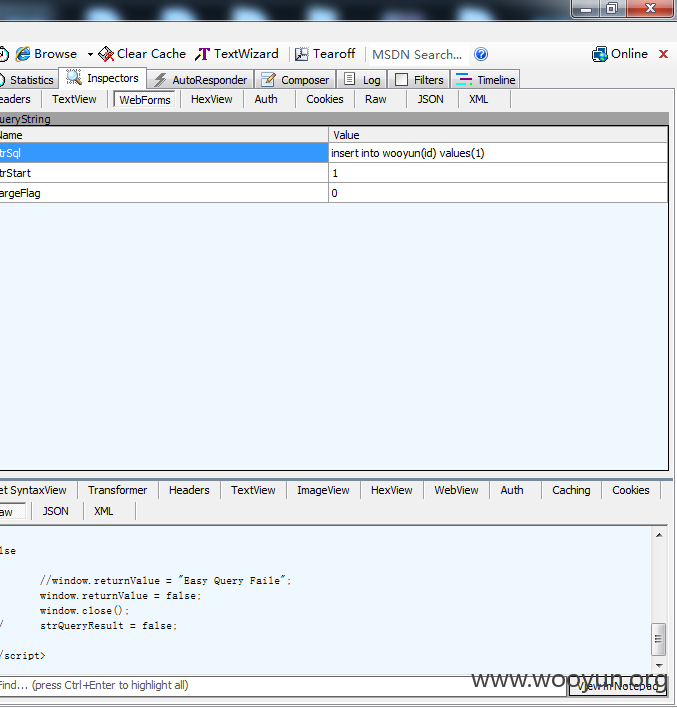 Browse Clear Cache TextWizard Tearoff MSDN Search... Online
Statistics Inspectors AutoResponder Composer Log Filters Timeline
eaders TextView WebForms HexView Auth Cookies Raw JSON XML
ueryString
Name Value
trSql insert into wooyun(id) values(1)
trStart 1
argeFlag 0
et SyntaxView Transformer Headers TextView ImageView HexView WebView Auth Caching Cookies
aw JSON XML
lse
//window.returnValue = "Easy Query Faile";
window.returnValue = false;
window.close();
/ strQueryResult = false;
/script>
Find... (press Ctrl+Enter to highlight all) View in Notepad
www.wooyun.org